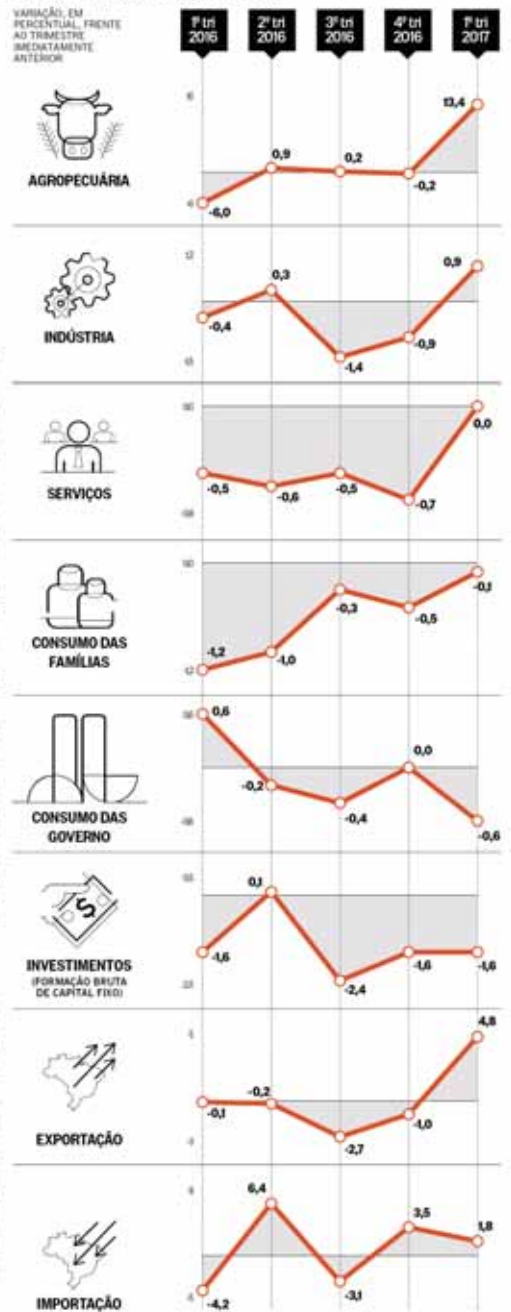 VARIAÇÃO, EM
PERCENTUAL, FRENTE
AO TRIMESTRE
IMEDIATAMENTE
ANTERIOR
1º tri
2016
2º tri
2016
3º tri
2016
4º tri
2016
1º tri
2017
AGROPECUÁRIA
-6,0
0,9
0,2
-0,2
13,4
INDÚSTRIA
-0,4
0,3
-1,4
-0,9
0,9
SERVIÇOS
-0,5
-0,6
-0,5
-0,7
0,0
CONSUMO DAS
FAMÍLIAS
-1,2
-1,0
-0,3
-0,5
-0,1
CONSUMO DAS
GOVERNO
0,6
-0,2
-0,4
0,0
-0,6
INVESTIMENTOS
(FORMAÇÃO BRUTA
DE CAPITAL FIXO)
-1,6
0,1
-2,4
-1,6
-1,6
EXPORTAÇÃO
-0,1
-0,2
-2,7
-1,0
4,8
IMPORTAÇÃO
-4,2
6,4
-3,1
3,5
1,8